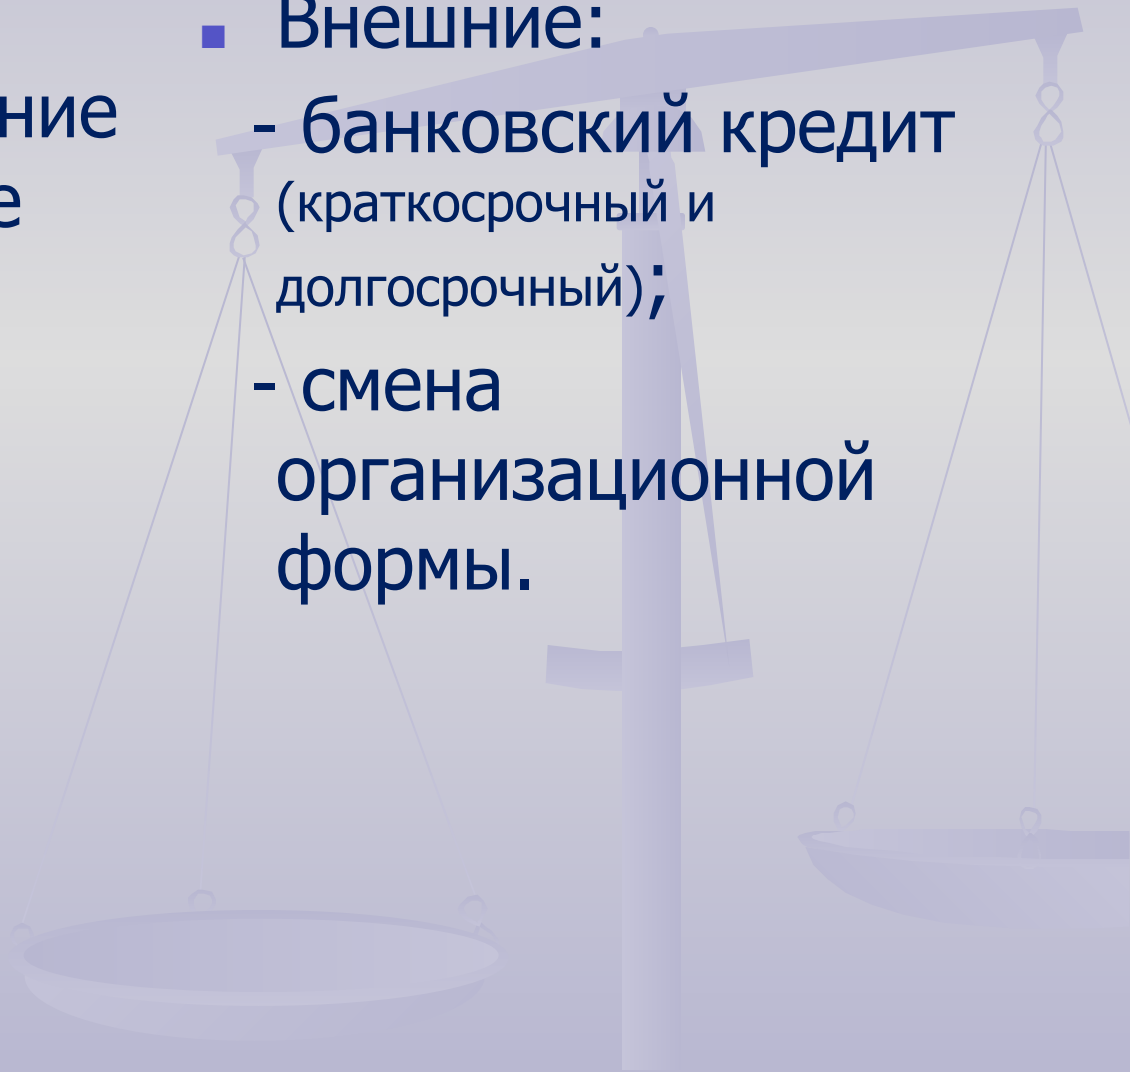 Внешние:
- банковский кредит
(краткосрочный и
долгосрочный);
- смена
организационной
формы.